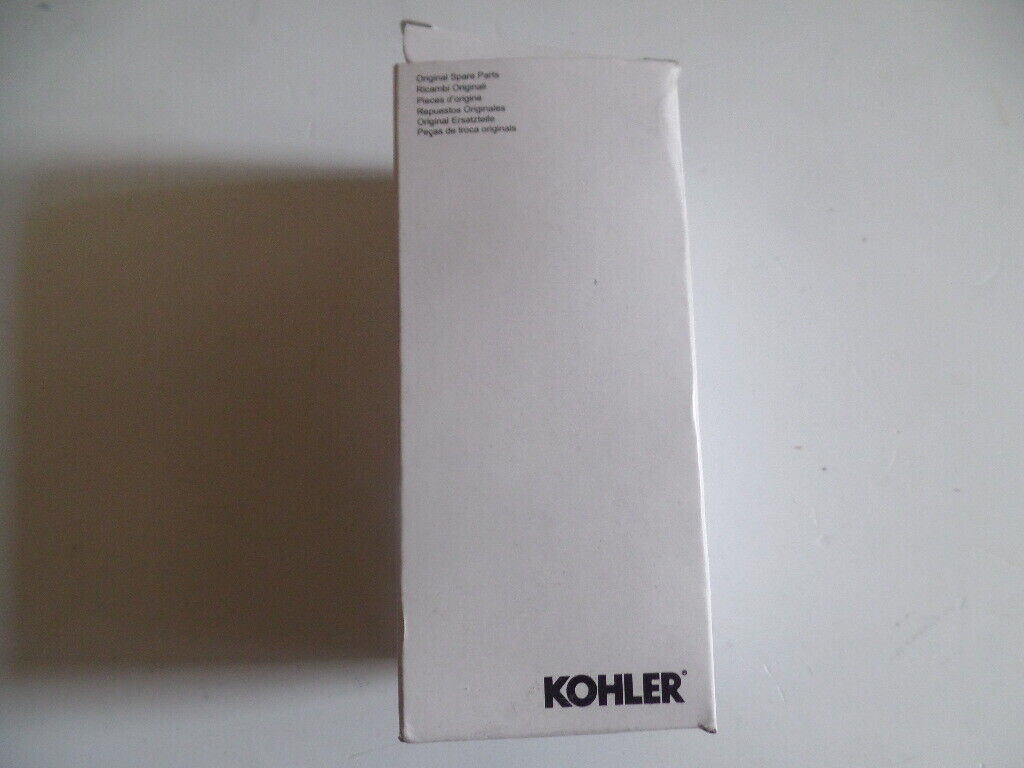 Original Spare Parts
Ricambi Originali
Pieces d'origine
Repuestos Originales
Original Ersatzteile
Peças de troca originals
KOHLER®